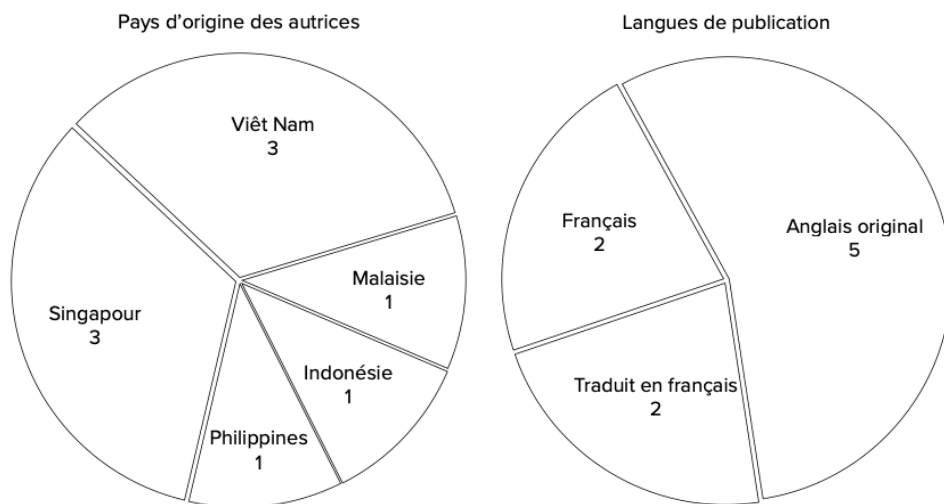 Pays d’origine des autrices
Viêt Nam
3
Malaisie
1
Indonésie
1
Philippines
1
Singapour
3
Langues de publication
Anglais original
5
Français
2
Traduit en français
2